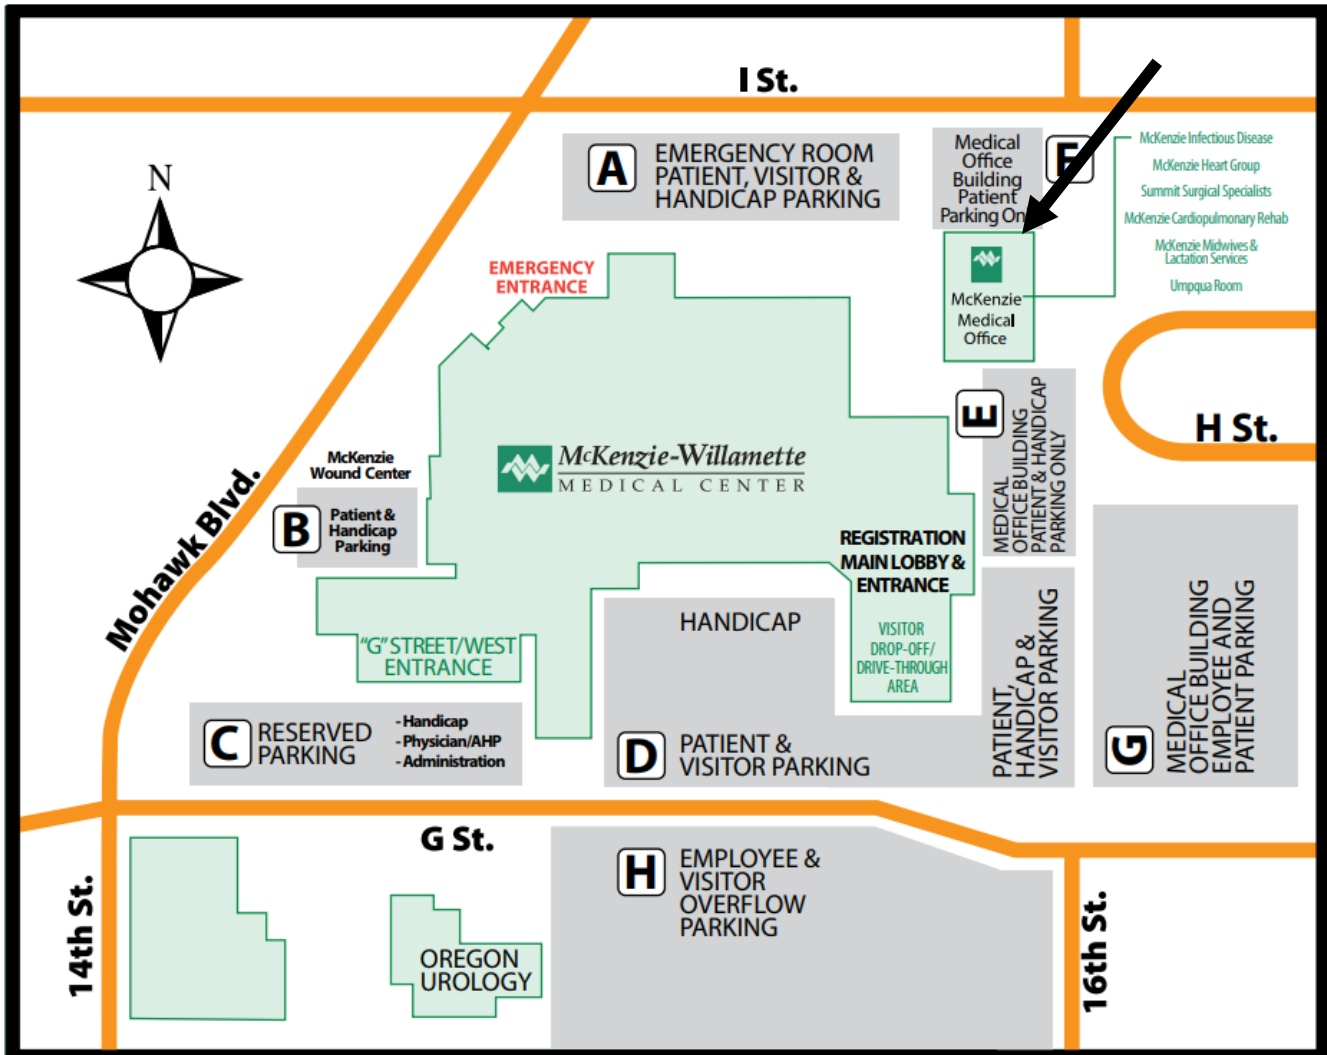 I St.
N
A
EMERGENCY ROOM
PATIENT, VISITOR &
HANDICAP PARKING
Medical
Office
Building
Patient
Parking
F
McKenzie Infectious Disease
McKenzie Heart Group
Summit Surgical Specialists
McKenzie Cardiopulmonary Rehab
McKenzie Midwives &
Lactation Services
Umpqua Room
EMERGENCY
ENTRANCE
McKenzie
Medical
Office
H St.
E
MEDICAL
OFFICE BUILDING
PATIENT & HANDICAP
PARKING ONLY
McKenzie-Willamette
MEDICAL CENTER
McKenzie
Wound Center
B
Patient &
Handicap
Parking
Mohawk Blvd.
REGISTRATION
MAIN LOBBY &
ENTRANCE
VISITOR
DROP-OFF/
DRIVE-THROUGH
AREA
"G" STREET/WEST
ENTRANCE
HANDICAP
PATIENT,
HANDICAP &
VISITOR PARKING
G
MEDICAL
OFFICE BUILDING
EMPLOYEE AND
PATIENT PARKING
C
RESERVED
PARKING
- Handicap
- Physician/AHP
- Administration
D
PATIENT &
VISITOR PARKING
G St.
H
EMPLOYEE &
VISITOR
OVERFLOW
PARKING
14th St.
OREGON
UROLOGY
16th St.